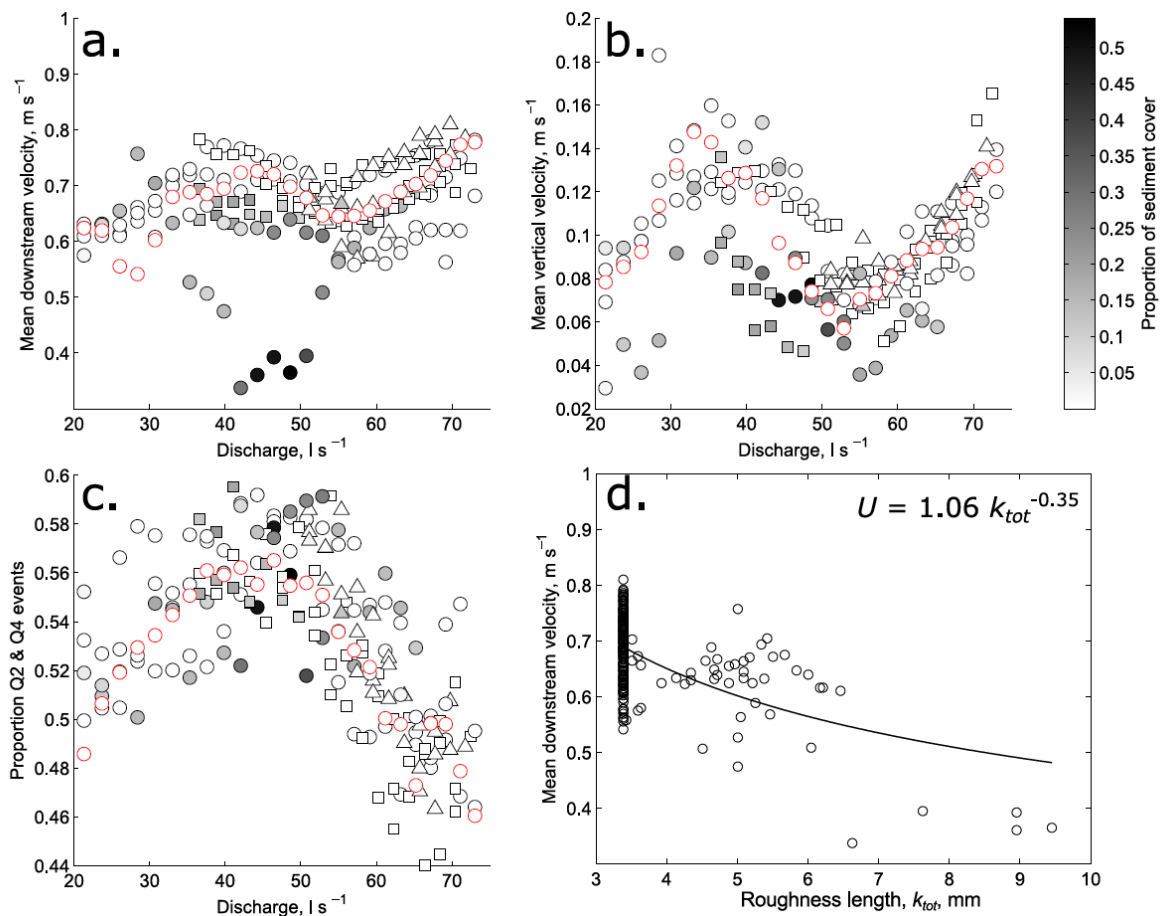 a.
Mean downstream velocity, m s⁻¹
1
0.9
0.8
0.7
0.6
0.5
0.4
20 30 40 50 60 70
Discharge, l s⁻¹
b.
Mean vertical velocity, m s⁻¹
0.2
0.18
0.16
0.14
0.12
0.1
0.08
0.06
0.04
0.02
20 30 40 50 60 70
Discharge, l s⁻¹
0.5
0.45
0.4
0.35
0.3
0.25
0.2
0.15
0.1
0.05
Proportion of sediment cover
c.
Proportion Q2 & Q4 events
0.6
0.58
0.56
0.54
0.52
0.5
0.48
0.46
0.44
20 30 40 50 60 70
Discharge, l s⁻¹
d.
U = 1.06 kₜₒₜ⁻⁰·³⁵
Mean downstream velocity, m s⁻¹
1
0.9
0.8
0.7
0.6
0.5
0.4
3 4 5 6 7 8 9 10
Roughness length, kₜₒₜ, mm